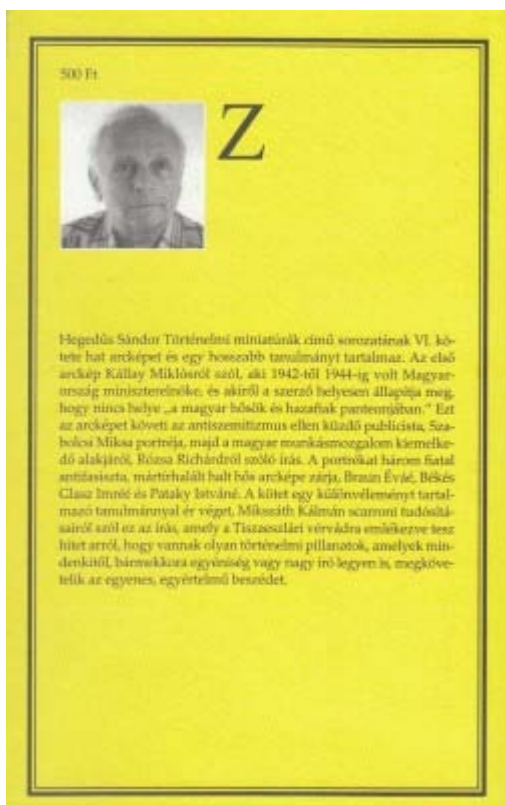 500 Ft
Z
Hegedűs Sándor Történelmi miniatűrák című sorozatának VI. kö-
tete hat arcképet és egy hosszabb tanulmányt tartalmaz. Az első
arckép Kállay Miklósról szól, aki 1942-től 1944-ig volt Magyar-
ország miniszterelnöke, és akiről a szerző helyesen állapítja meg,
hogy nincs helye „a magyar hősök és hazafiak panteonjában." Ezt
az arcképet követi az antiszemitizmus ellen küzdő publicista, Sza-
bolcsi Miksa portréja, majd a magyar munkásmozgalom kiemelke-
dő alakjáról, Rózsa Richárdról szóló írás. A portrékat három fiatal
antifasiszta, mártírhalált halt hős arcképe zárja, Braun Éváé, Békés
Glasz Imréé és Pataky Istváné. A kötet egy különvéleményt tartal-
mazó tanulmánnyal ér véget, Mikszáth Kálmán scarroni tudósítá-
sairól szól ez az írás, amely a Tiszaeszlári vérvádra emlékezve tesz
hitet arról, hogy vannak olyan történelmi pillanatok, amelyek min-
denkitől, bármekkora egyéniség vagy nagy író legyen is, megköve-
telik az egyenes, egyértelmű beszédet.